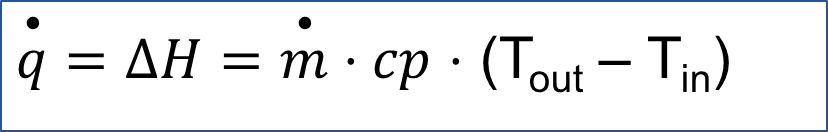 q̇ = ΔH = ṁ · cp · (T_out − T_in)